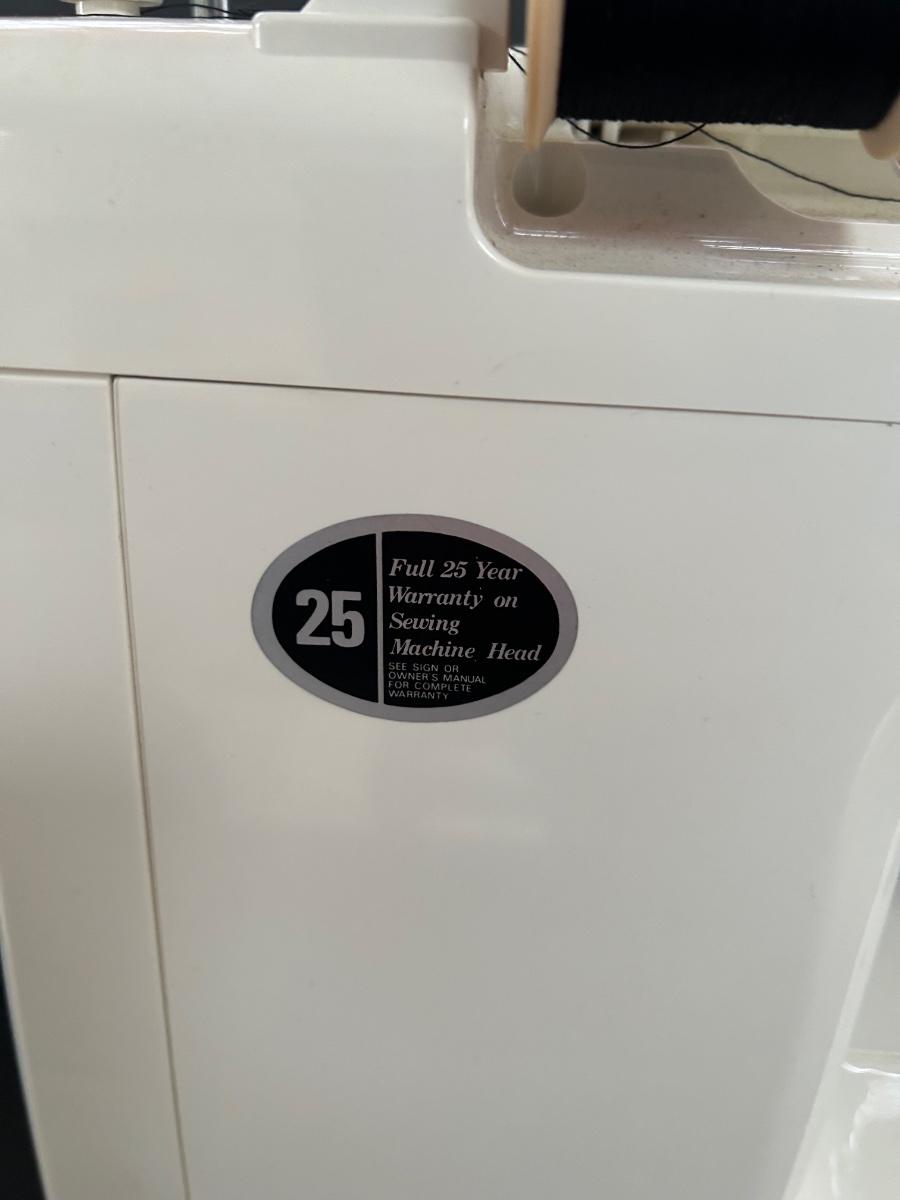 25
Full 25 Year
Warranty on
Sewing
Machine Head
SEE SIGN OR
OWNER'S MANUAL
FOR COMPLETE
WARRANTY